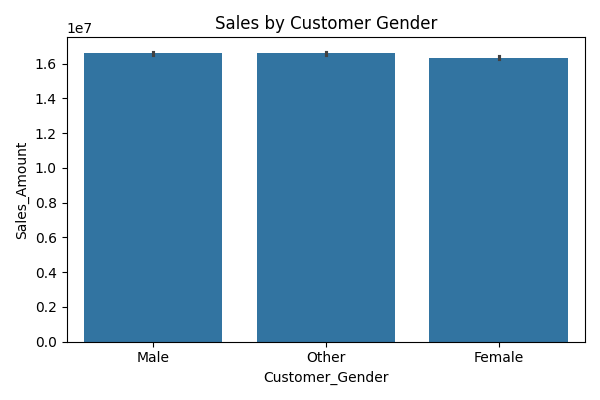 Sales by Customer Gender
1e7
1.6
1.4
1.2
1.0
0.8
0.6
0.4
0.2
0.0
Sales_Amount
Male Other Female
Customer_Gender